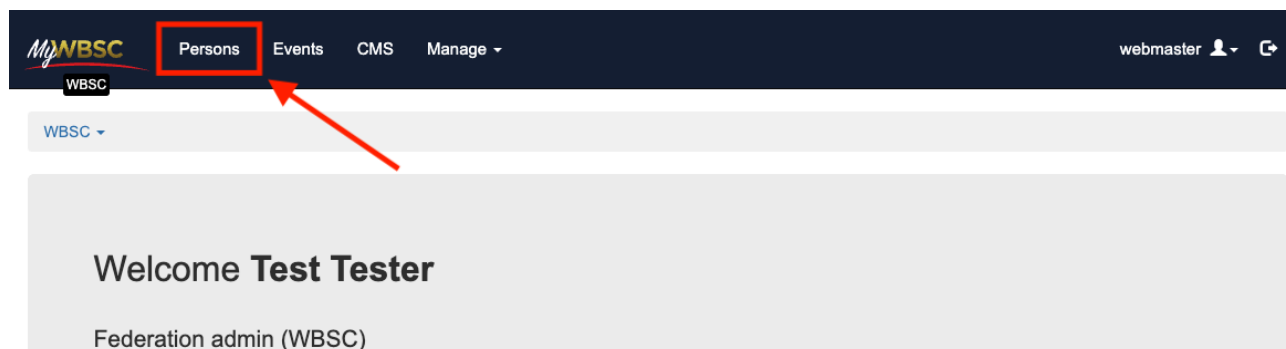 MyWBSC Persons Events CMS Manage webmaster
WBSC
WBSC
Welcome Test Tester
Federation admin (WBSC)